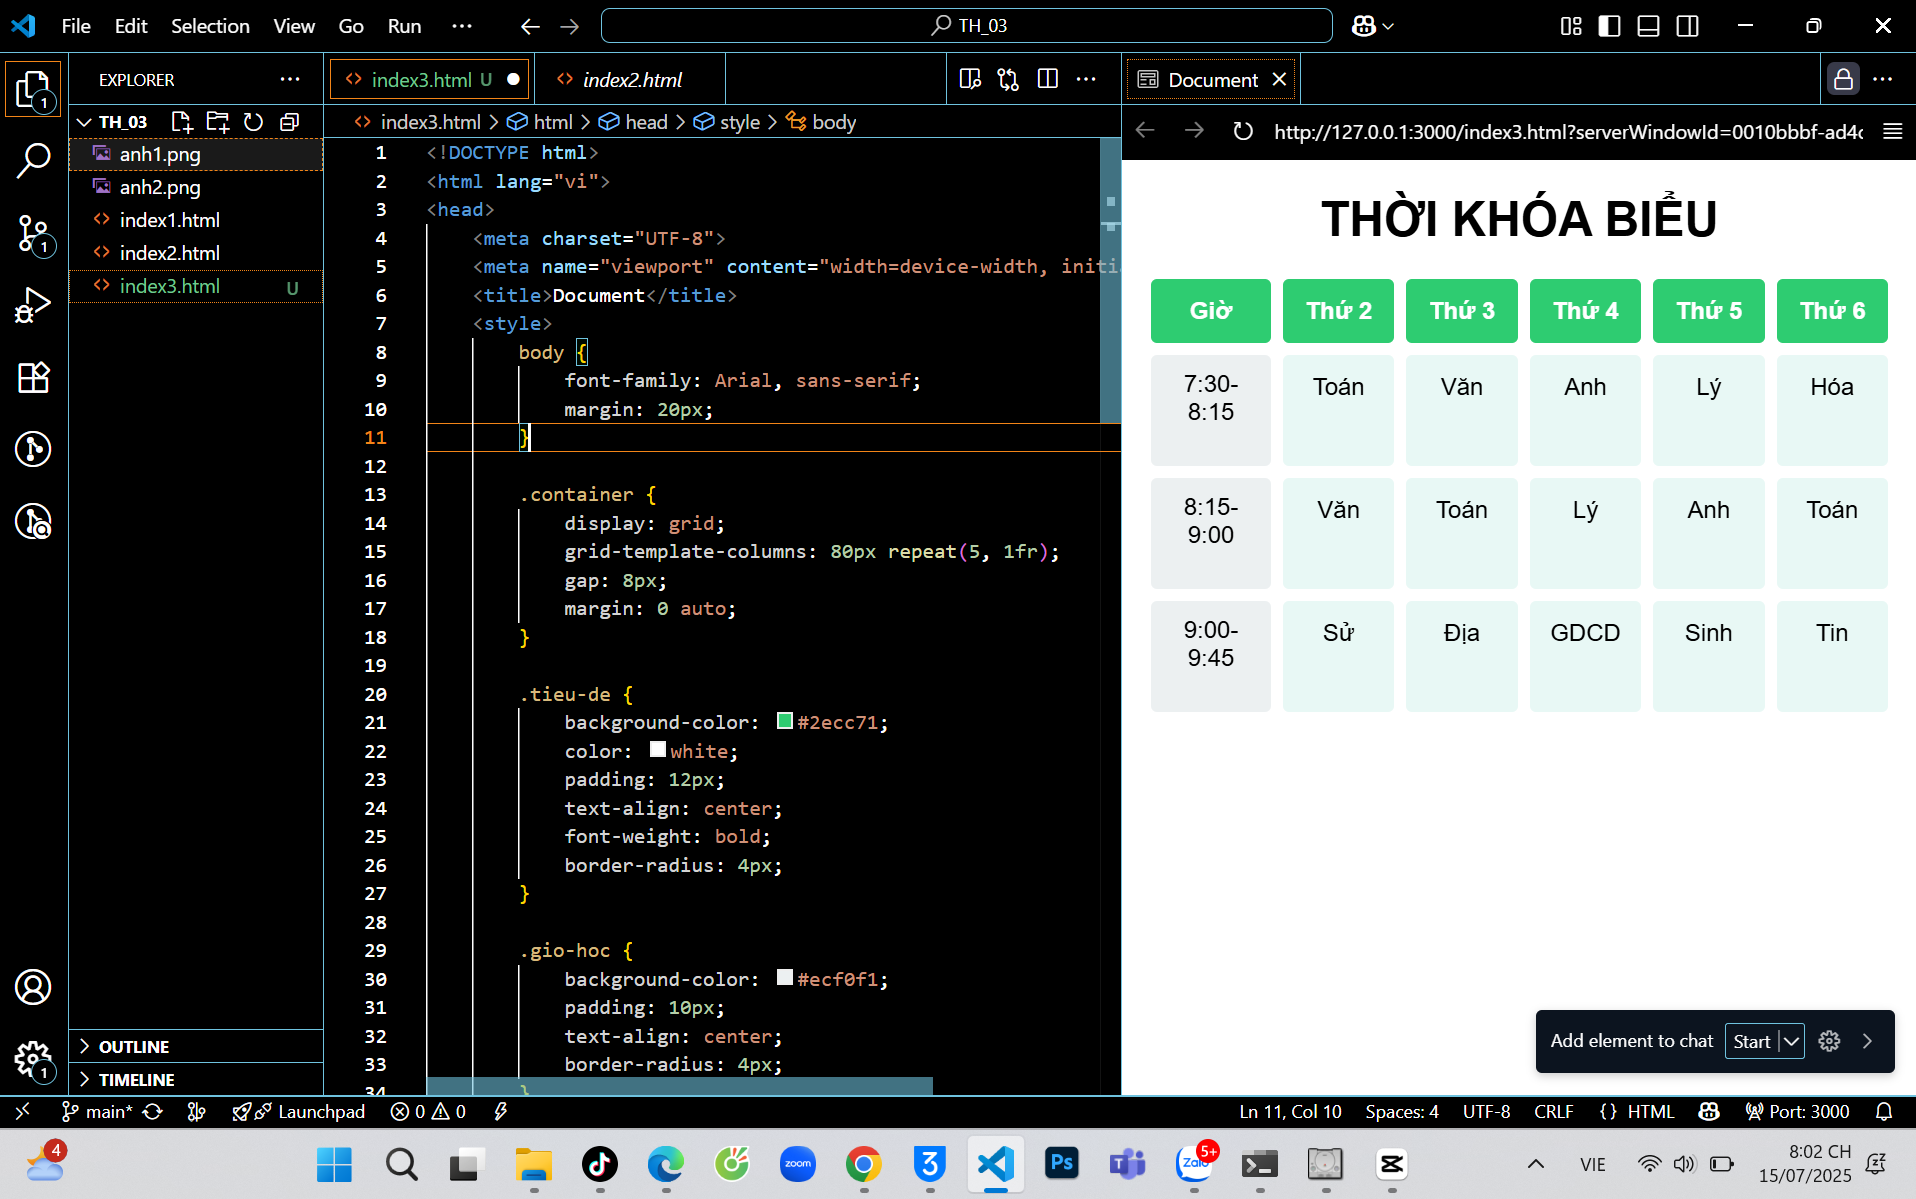 File Edit Selection View Go Run ··· TH_03
EXPLORER
TH_03
anh1.png
anh2.png
index1.html
index2.html
index3.html U
OUTLINE
TIMELINE
index3.html U
index2.html
index3.html > html > head > style > body
1 <!DOCTYPE html>
2 <html lang="vi">
3 <head>
4 <meta charset="UTF-8">
5 <meta name="viewport" content="width=device-width, initi
6 <title>Document</title>
7 <style>
8 body {
9 font-family: Arial, sans-serif;
10 margin: 20px;
11 }
12
13 .container {
14 display: grid;
15 grid-template-columns: 80px repeat(5, 1fr);
16 gap: 8px;
17 margin: 0 auto;
18 }
19
20 .tieu-de {
21 background-color: #2ecc71;
22 color: white;
23 padding: 12px;
24 text-align: center;
25 font-weight: bold;
26 border-radius: 4px;
27 }
28
29 .gio-hoc {
30 background-color: #ecf0f1;
31 padding: 10px;
32 text-align: center;
33 border-radius: 4px;
34 }
Document
http://127.0.0.1:3000/index3.html?serverWindowId=0010bbbf-ad4c
THỜI KHÓA BIỂU
Giờ Thứ 2 Thứ 3 Thứ 4 Thứ 5 Thứ 6
7:30-
8:15
Toán Văn Anh Lý Hóa
8:15-
9:00
Văn Toán Lý Anh Toán
9:00-
9:45
Sử Địa GDCD Sinh Tin
Add element to chat Start
main* Launchpad 0 0 Ln 11, Col 10 Spaces: 4 UTF-8 CRLF {} HTML Port: 3000
4
zoom
3
Ps
Zalo 5+
VIE
8:02 CH
15/07/2025